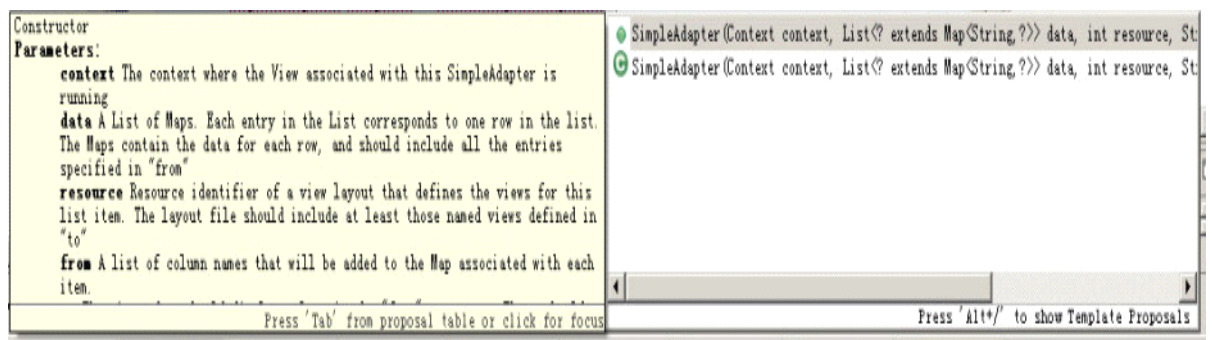 Constructor
Parameters:
context The context where the View associated with this SimpleAdapter is
running
data A List of Maps. Each entry in the List corresponds to one row in the list.
The Maps contain the data for each row, and should include all the entries
specified in "from"
resource Resource identifier of a view layout that defines the views for this
list item. The layout file should include at least those named views defined in
"to"
from A list of column names that will be added to the Map associated with each
item.
Press 'Tab' from proposal table or click for focus
SimpleAdapter(Context context, List<? extends Map<String,?>> data, int resource, St
SimpleAdapter(Context context, List<? extends Map<String,?>> data, int resource, St
Press 'Alt+/' to show Template Proposals